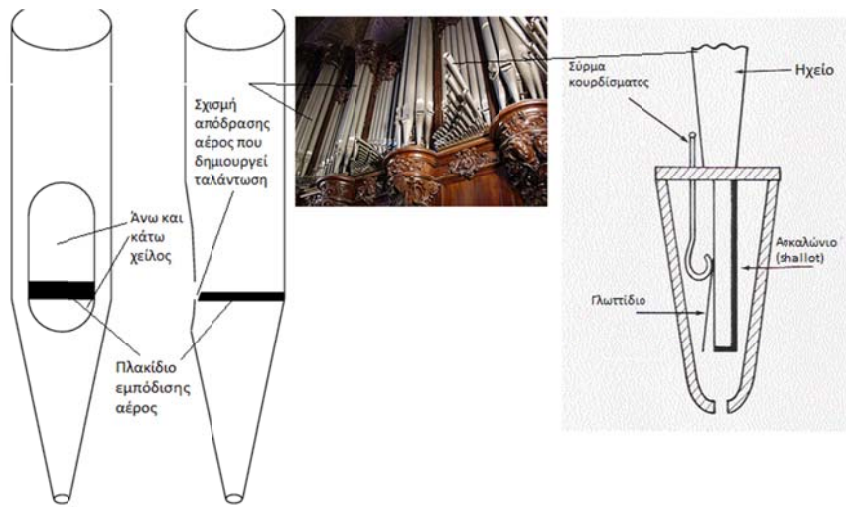 Σχισμή
απόδρασης
αέρος που
δημιουργεί
ταλάντωση
Άνω και
κάτω
χείλος
Πλακίδιο
εμπόδισης
αέρος
Σύρμα
κουρδίσματος
Ηχείο
Ασκαλώνιο
(shallot)
Γλωττίδιο